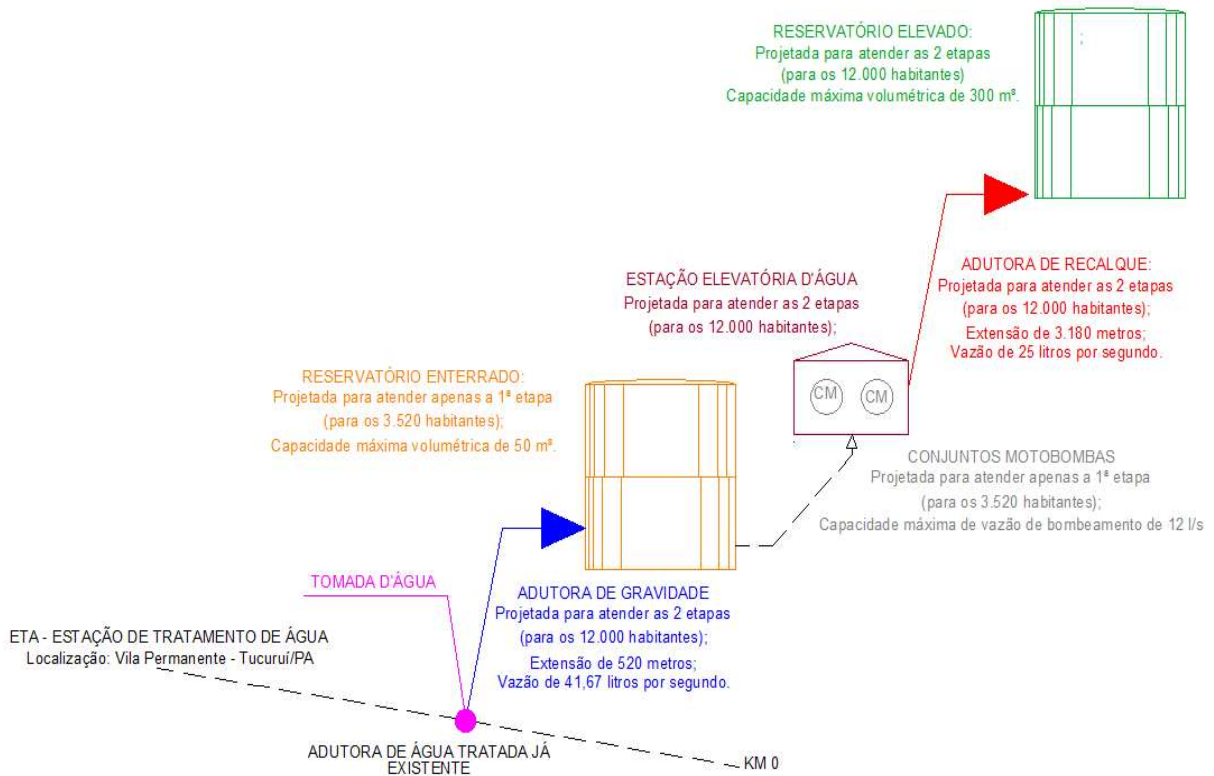 RESERVATÓRIO ELEVADO:
Projetada para atender as 2 etapas
(para os 12.000 habitantes)
Capacidade máxima volumétrica de 300 m³.
ESTAÇÃO ELEVATÓRIA D'ÁGUA
Projetada para atender as 2 etapas
(para os 12.000 habitantes);
ADUTORA DE RECALQUE:
Projetada para atender as 2 etapas
(para os 12.000 habitantes);
Extensão de 3.180 metros;
Vazão de 25 litros por segundo.
RESERVATÓRIO ENTERRADO:
Projetada para atender apenas a 1ª etapa
(para os 3.520 habitantes);
Capacidade máxima volumétrica de 50 m³.
CM
CM
CONJUNTOS MOTOBOMBAS
Projetada para atender apenas a 1ª etapa
(para os 3.520 habitantes);
Capacidade máxima de vazão de bombeamento de 12 l/s
TOMADA D'ÁGUA
ADUTORA DE GRAVIDADE
Projetada para atender as 2 etapas
(para os 12.000 habitantes);
Extensão de 520 metros;
Vazão de 41,67 litros por segundo.
ETA - ESTAÇÃO DE TRATAMENTO DE ÁGUA
Localização: Vila Permanente - Tucuruí/PA
ADUTORA DE ÁGUA TRATADA JÁ
EXISTENTE
KM 0